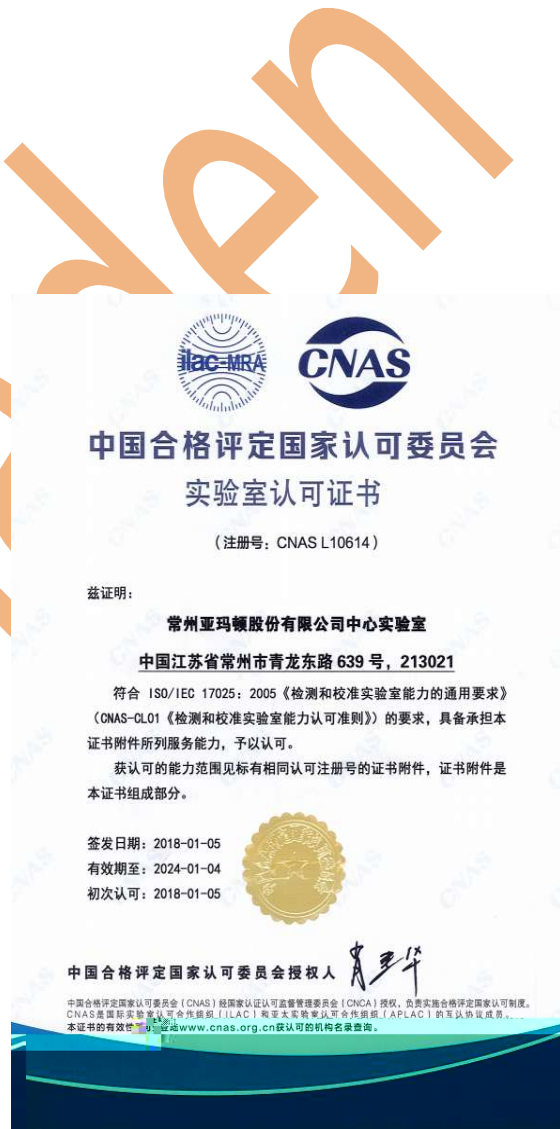 den
ilac-MRA
CNAS
中国合格评定国家认可委员会
实验室认可证书
（注册号：CNAS L10614）
兹证明：
常州亚玛顿股份有限公司中心实验室
中国江苏省常州市青龙东路 639 号，213021
符合 ISO/IEC 17025：2005《检测和校准实验室能力的通用要求》
（CNAS-CL01《检测和校准实验室能力认可准则》）的要求，具备承担本
证书附件所列服务能力，予以认可。
获认可的能力范围见标有相同认可注册号的证书附件，证书附件是
本证书组成部分。
签发日期：2018-01-05
有效期至：2024-01-04
初次认可：2018-01-05
中国合格评定国家认可委员会授权人
中国合格评定国家认可委员会（CNAS）经国家认证认可监督管理委员会（CNCA）授权，负责实施合格评定国家认可制度。
CNAS是国际实验室认可合作组织（ILAC）和亚太实验室认可合作组织（APLAC）的互认协议成员。
本证书的有效性可登陆www.cnas.org.cn获认可的机构名录查询。